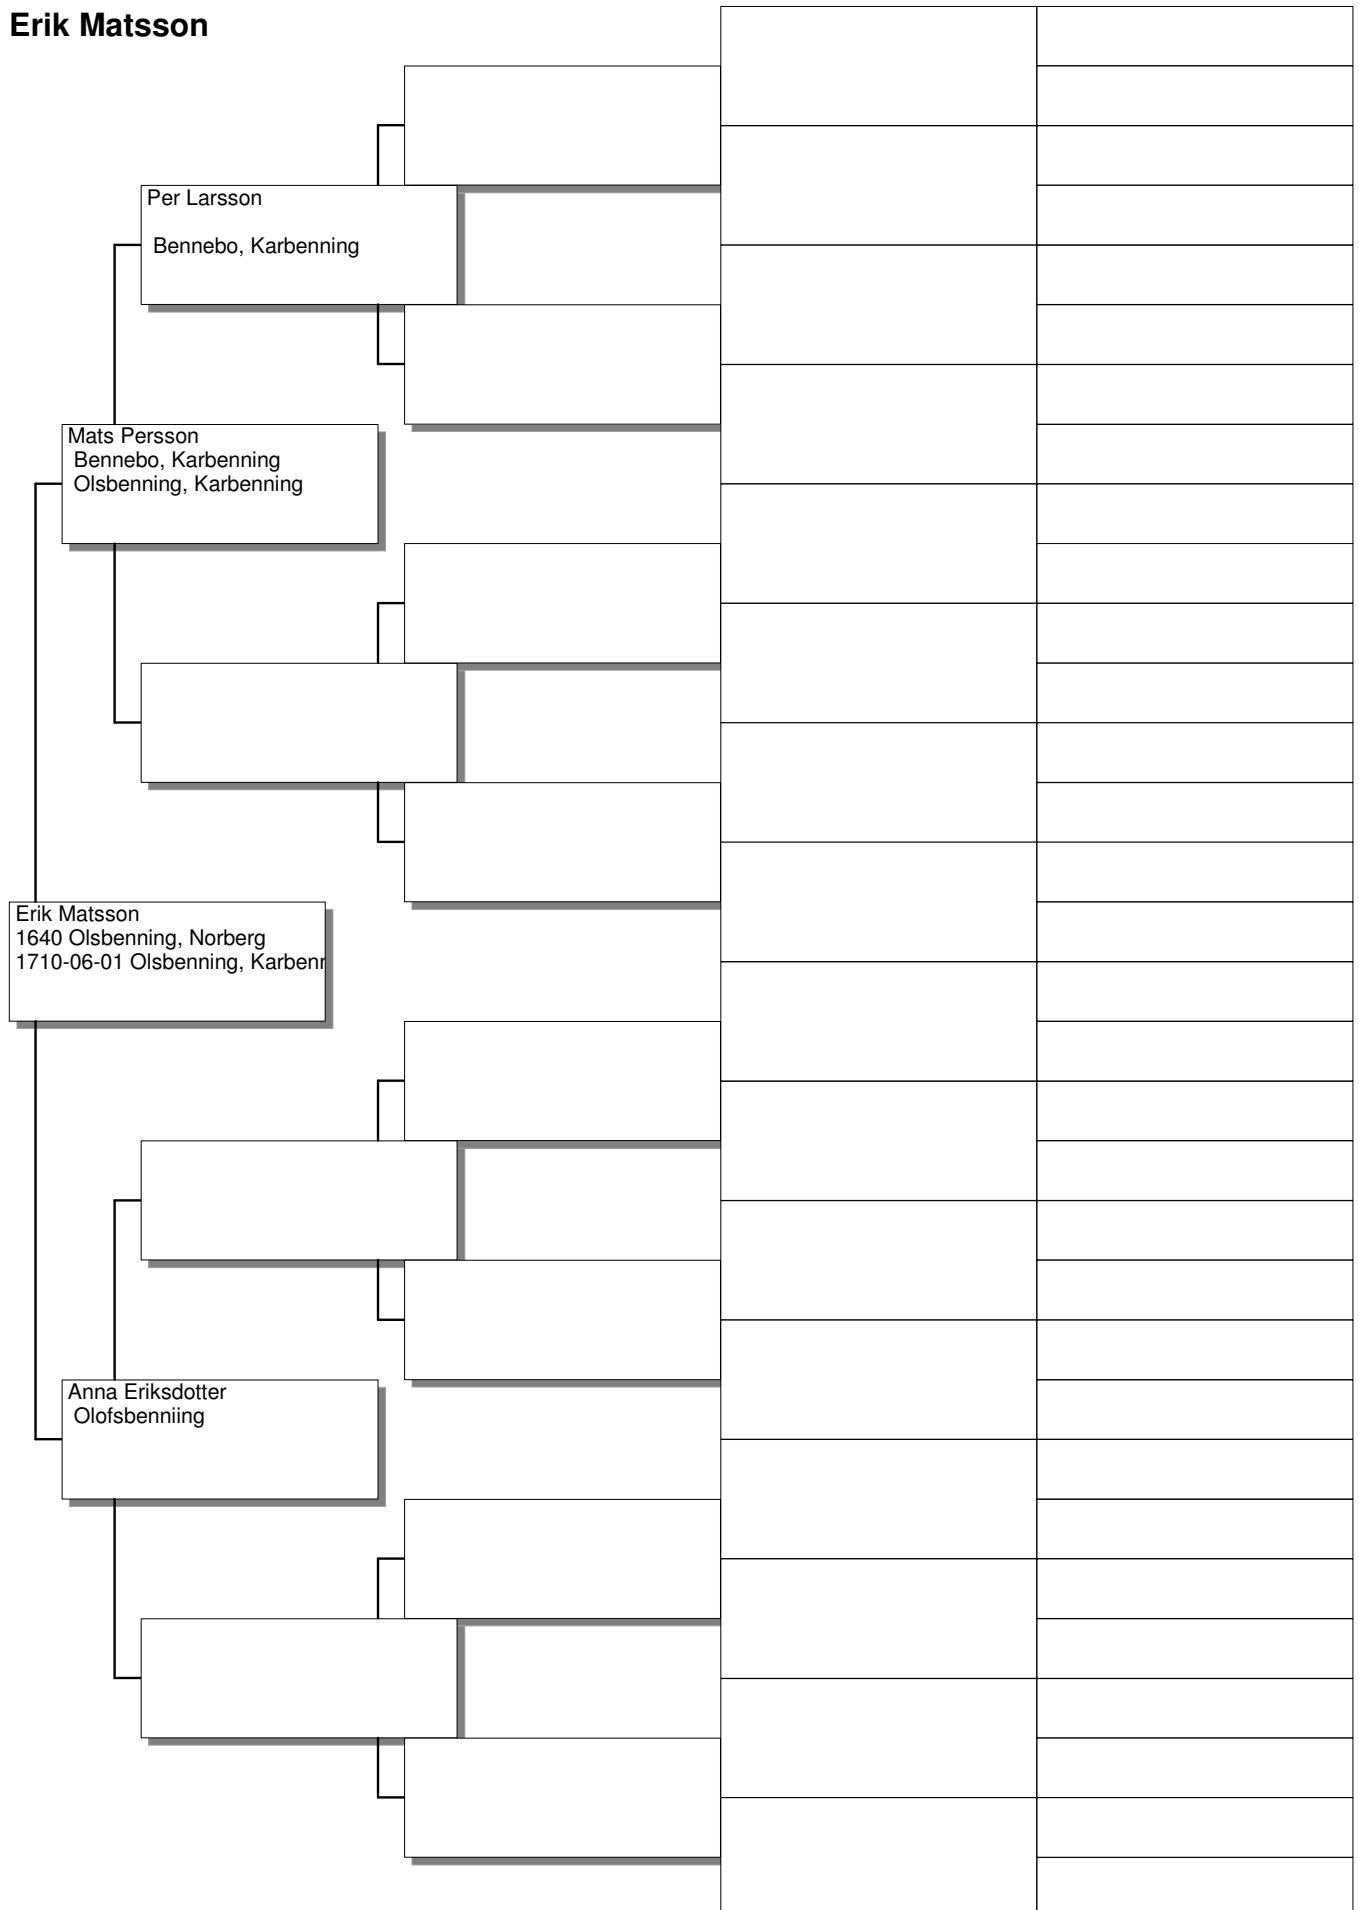 Erik Matsson
Per Larsson
Bennebo, Karbenning
Mats Persson
Bennebo, Karbenning
Olsbenning, Karbenning
Erik Matsson
1640 Olsbenning, Norberg
1710-06-01 Olsbenning, Karbenn
Anna Eriksdotter
Olofsbenniing